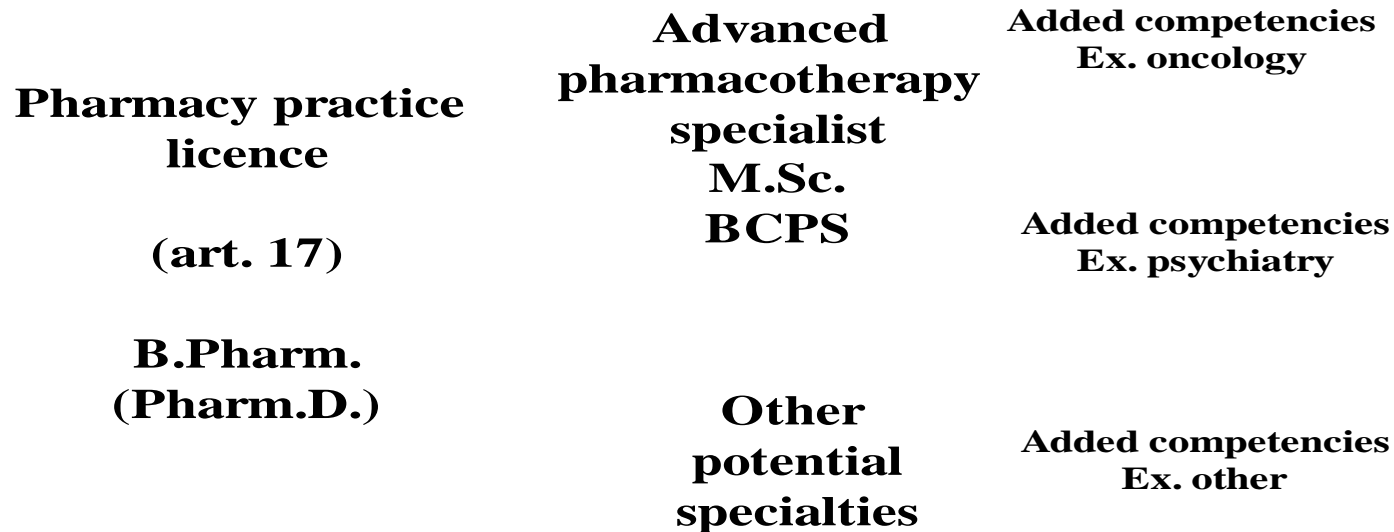 Pharmacy practice
licence
(art. 17)
B.Pharm.
(Pharm.D.)
Advanced
pharmacotherapy
specialist
M.Sc.
BCPS
Other
potential
specialties
Added competencies
Ex. oncology
Added competencies
Ex. psychiatry
Added competencies
Ex. other